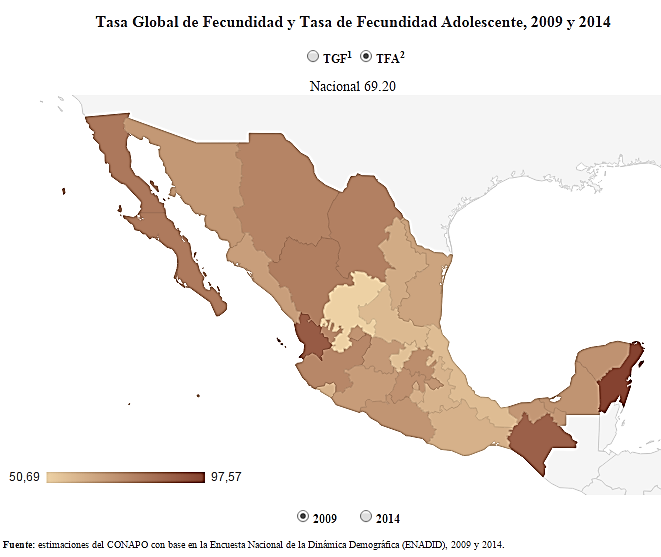 Tasa Global de Fecundidad y Tasa de Fecundidad Adolescente, 2009 y 2014
TGF¹ TFA²
Nacional 69.20
50,69 97,57
2009 2014
Fuente: estimaciones del CONAPO con base en la Encuesta Nacional de la Dinámica Demográfica (ENADID), 2009 y 2014.